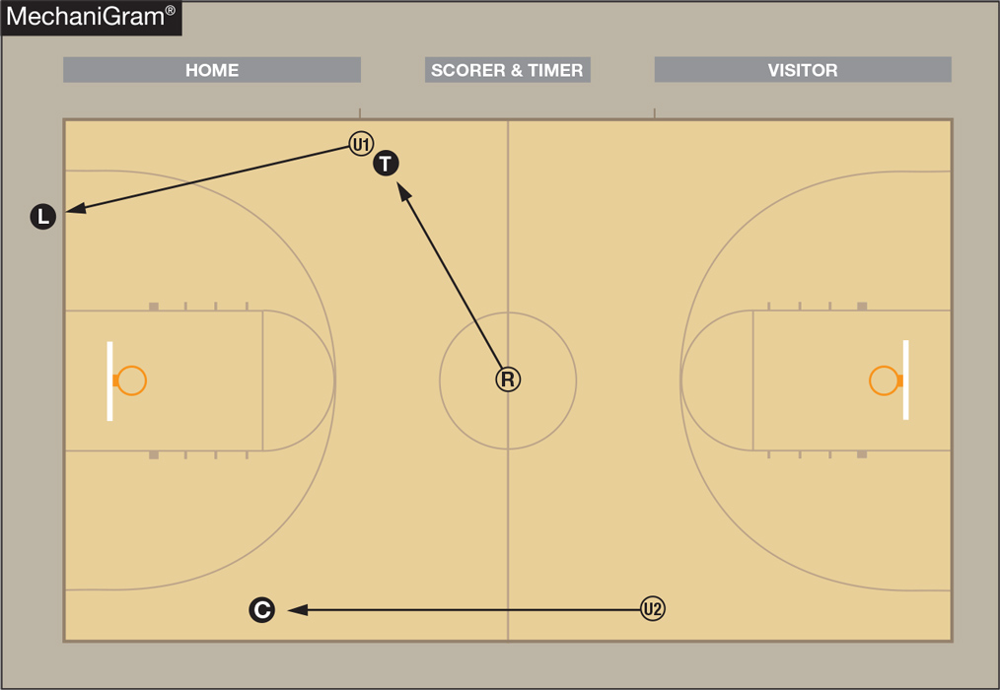 MechaniGram®
HOME
SCORER & TIMER
VISITOR
U1
T
L
R
C
U2